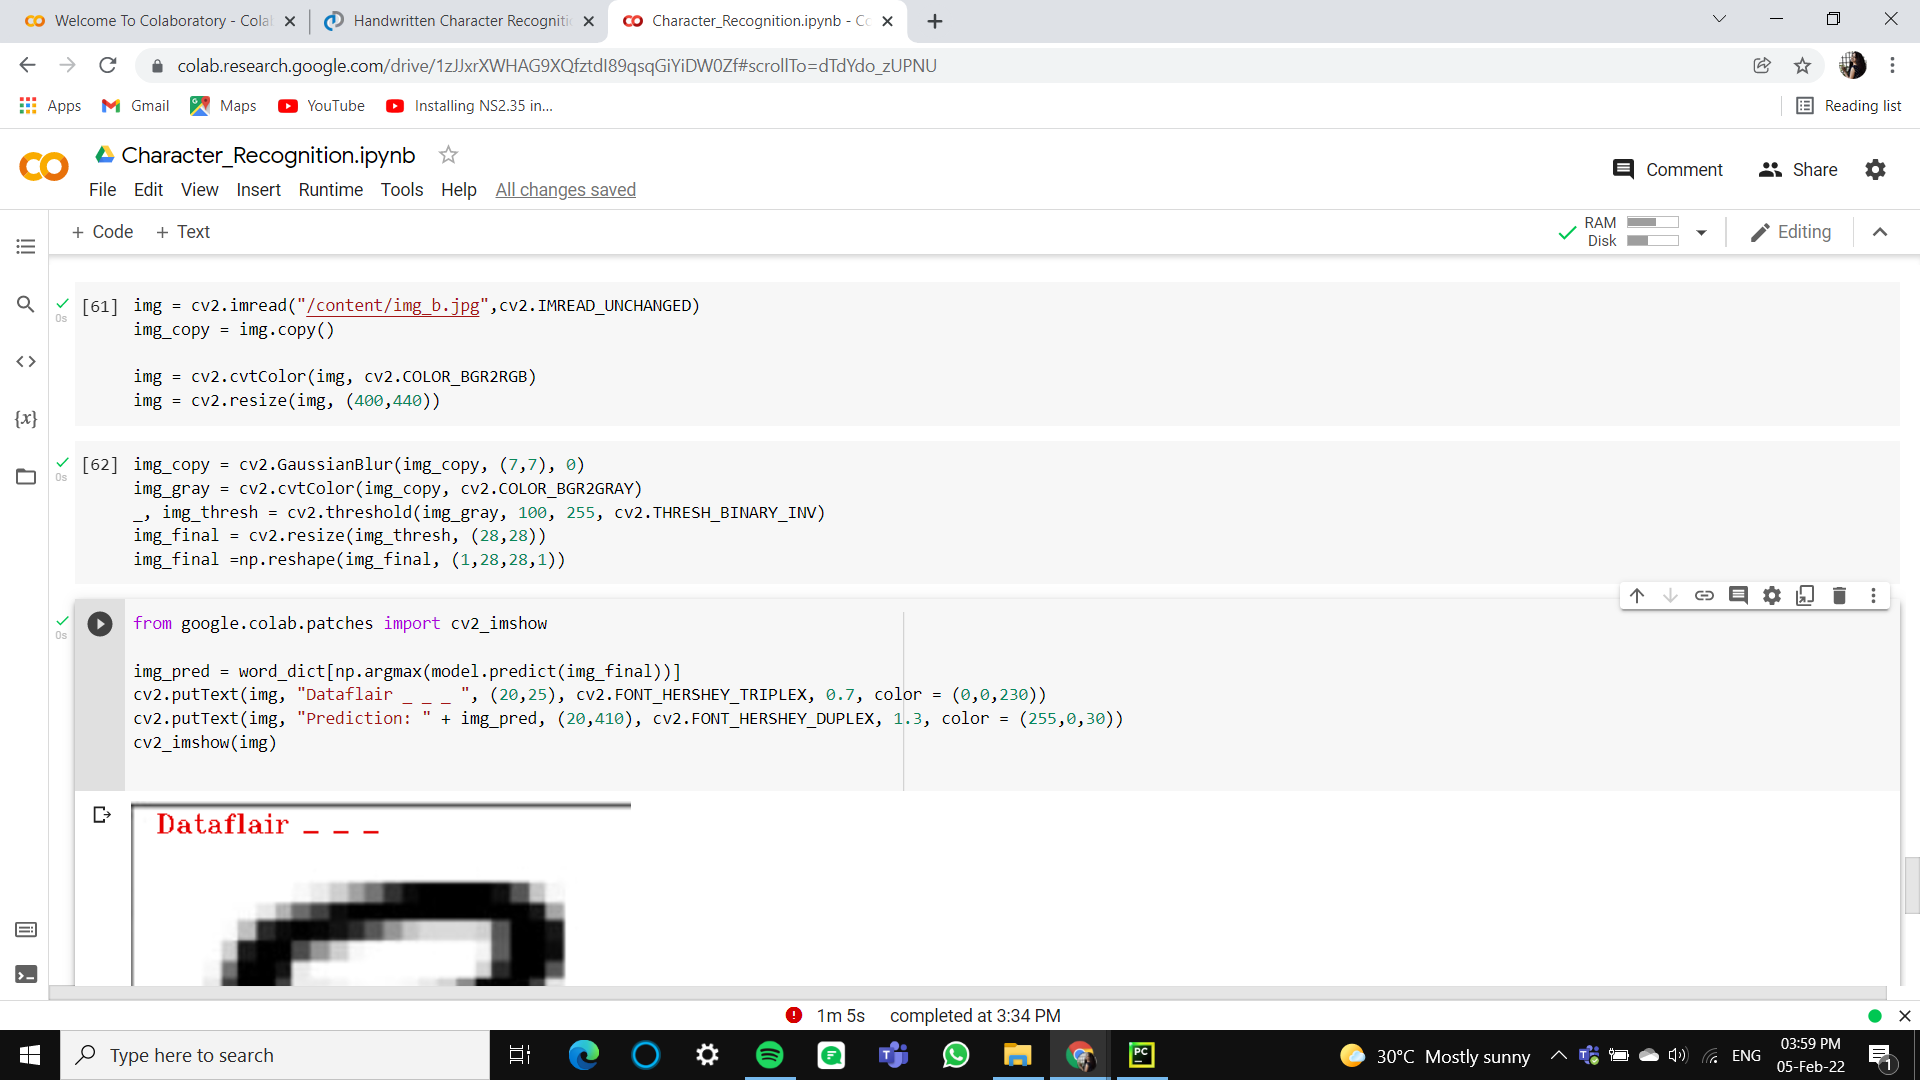 Welcome To Colaboratory - Cola
Handwritten Character Recogniti
Character_Recognition.ipynb - Co
colab.research.google.com/drive/1zJJxrXWHAG9XQfztdI89qsqGiYiDW0Zf#scrollTo=dTdYdo_zUPNU
Apps
Gmail
Maps
YouTube
Installing NS2.35 in...
Reading list
Character_Recognition.ipynb
File Edit View Insert Runtime Tools Help All changes saved
Comment
Share
+ Code + Text
RAM
Disk
Editing
[61] img = cv2.imread("/content/img_b.jpg",cv2.IMREAD_UNCHANGED)
0s
img_copy = img.copy()
img = cv2.cvtColor(img, cv2.COLOR_BGR2RGB)
img = cv2.resize(img, (400,440))
[62] img_copy = cv2.GaussianBlur(img_copy, (7,7), 0)
0s
img_gray = cv2.cvtColor(img_copy, cv2.COLOR_BGR2GRAY)
_, img_thresh = cv2.threshold(img_gray, 100, 255, cv2.THRESH_BINARY_INV)
img_final = cv2.resize(img_thresh, (28,28))
img_final =np.reshape(img_final, (1,28,28,1))
from google.colab.patches import cv2_imshow
0s
img_pred = word_dict[np.argmax(model.predict(img_final))]
cv2.putText(img, "Dataflair _ _ _ ", (20,25), cv2.FONT_HERSHEY_TRIPLEX, 0.7, color = (0,0,230))
cv2.putText(img, "Prediction: " + img_pred, (20,410), cv2.FONT_HERSHEY_DUPLEX, 1.3, color = (255,0,30))
cv2_imshow(img)
Dataflair _ _ _
1m 5s completed at 3:34 PM
Type here to search
PC
30°C Mostly sunny
ENG
03:59 PM
05-Feb-22
1